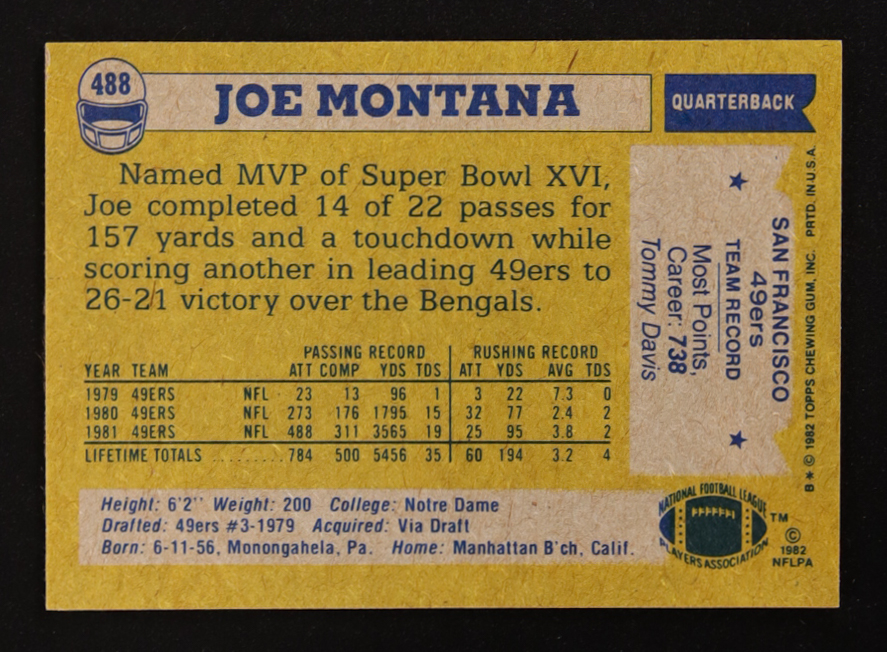 488
JOE MONTANA
QUARTERBACK
Named MVP of Super Bowl XVI,
Joe completed 14 of 22 passes for
157 yards and a touchdown while
scoring another in leading 49ers to
26-21 victory over the Bengals.
PASSING RECORD RUSHING RECORD
YEAR TEAM ATT COMP YDS TDS ATT YDS AVG TDS
1979 49ERS NFL 23 13 96 1 3 22 7.3 0
1980 49ERS NFL 273 176 1795 15 32 77 2.4 2
1981 49ERS NFL 488 311 3565 19 25 95 3.8 2
LIFETIME TOTALS .......... 784 500 5456 35 60 194 3.2 4
Height: 6'2" Weight: 200 College: Notre Dame
Drafted: 49ers #3-1979 Acquired: Via Draft
Born: 6-11-56, Monongahela, Pa. Home: Manhattan B'ch, Calif.
SAN FRANCISCO
49ers
★ TEAM RECORD ★
Most Points,
Career: 738
Tommy Davis
B* © 1982 TOPPS CHEWING GUM, INC. PRTD. IN U.S.A.
NATIONAL FOOTBALL LEAGUE
PLAYERS ASSOCIATION
TM
©
1982
NFLPA